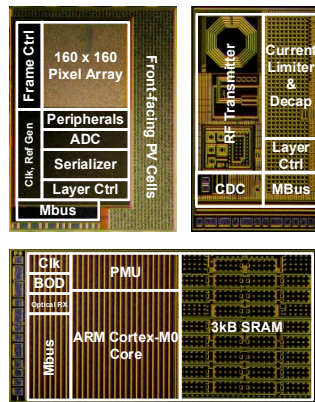 Frame Ctrl
160 x 160
Pixel Array
Front-facing PV Cells
Clk, Ref Gen
Peripherals
ADC
Serializer
Layer Ctrl
Mbus
RF Transmitter
Current
Limiter
&
Decap
Layer
Ctrl
CDC
MBus
Clk
BOD
Optical RX
Mbus
PMU
ARM Cortex-M0
Core
3kB SRAM